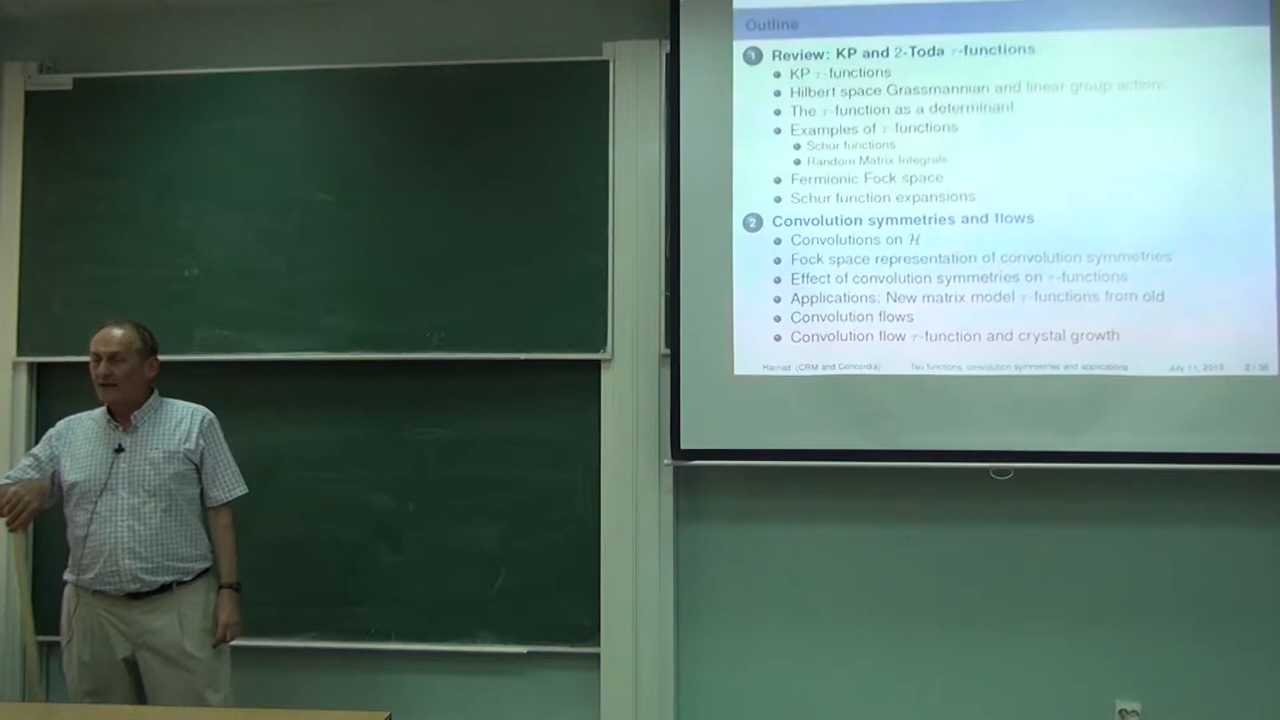 Outline
1 Review: KP and 2-Toda τ-functions
KP τ-functions
Hilbert space Grassmannian and linear group actions
The τ-function as a determinant
Examples of τ functions
Schur functions
Random Matrix Integrals
Fermionic Fock space
Schur function expansions
2 Convolution symmetries and flows
Convolutions on ℋ
Fock space representation of convolution symmetries
Effect of convolution symmetries on τ-functions
Applications: New matrix model τ-functions from old
Convolution flows
Convolution flow τ-function and crystal growth
Harnad (CRM and Concordia) Tau functions, convolution symmetries and applications July 11, 2013 2 / 36